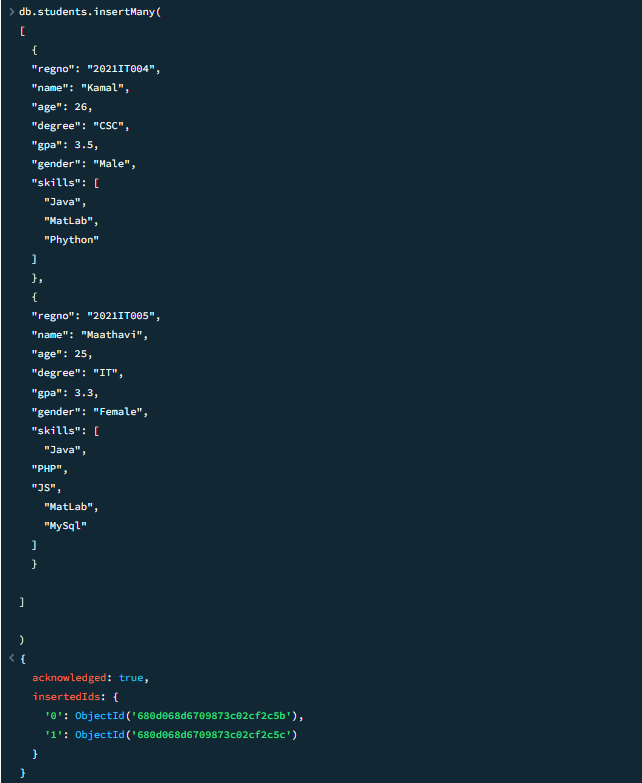 > db.students.insertMany(
[
{
"regno": "2021IT004",
"name": "Kamal",
"age": 26,
"degree": "CSC",
"gpa": 3.5,
"gender": "Male",
"skills": [
"Java",
"MatLab",
"Phython"
]
},
{
"regno": "2021IT005",
"name": "Maathavi",
"age": 25,
"degree": "IT",
"gpa": 3.3,
"gender": "Female",
"skills": [
"Java",
"PHP",
"JS",
"MatLab",
"MySql"
]
}
]
)
< {
acknowledged: true,
insertedIds: {
'0': ObjectId('680d068d6709873c02cf2c5b'),
'1': ObjectId('680d068d6709873c02cf2c5c')
}
}